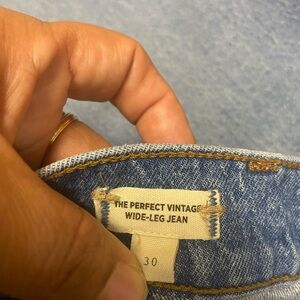 THE PERFECT VINTAGE
WIDE-LEG JEAN
30